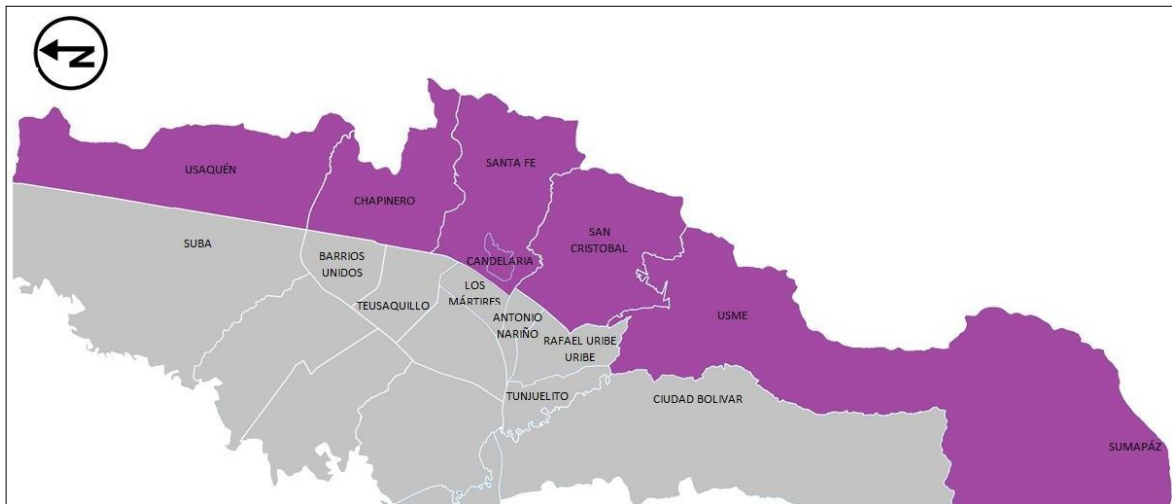 N
USAQUÉN
SANTA FE
CHAPINERO
SAN
CRISTOBAL
SUBA
BARRIOS
UNIDOS
CANDELARIA
LOS
MÁRTIRES
TEUSAQUILLO
ANTONIO
NARIÑO
USME
RAFAEL URIBE
URIBE
TUNJUELITO
CIUDAD BOLIVAR
SUMAPÁZ